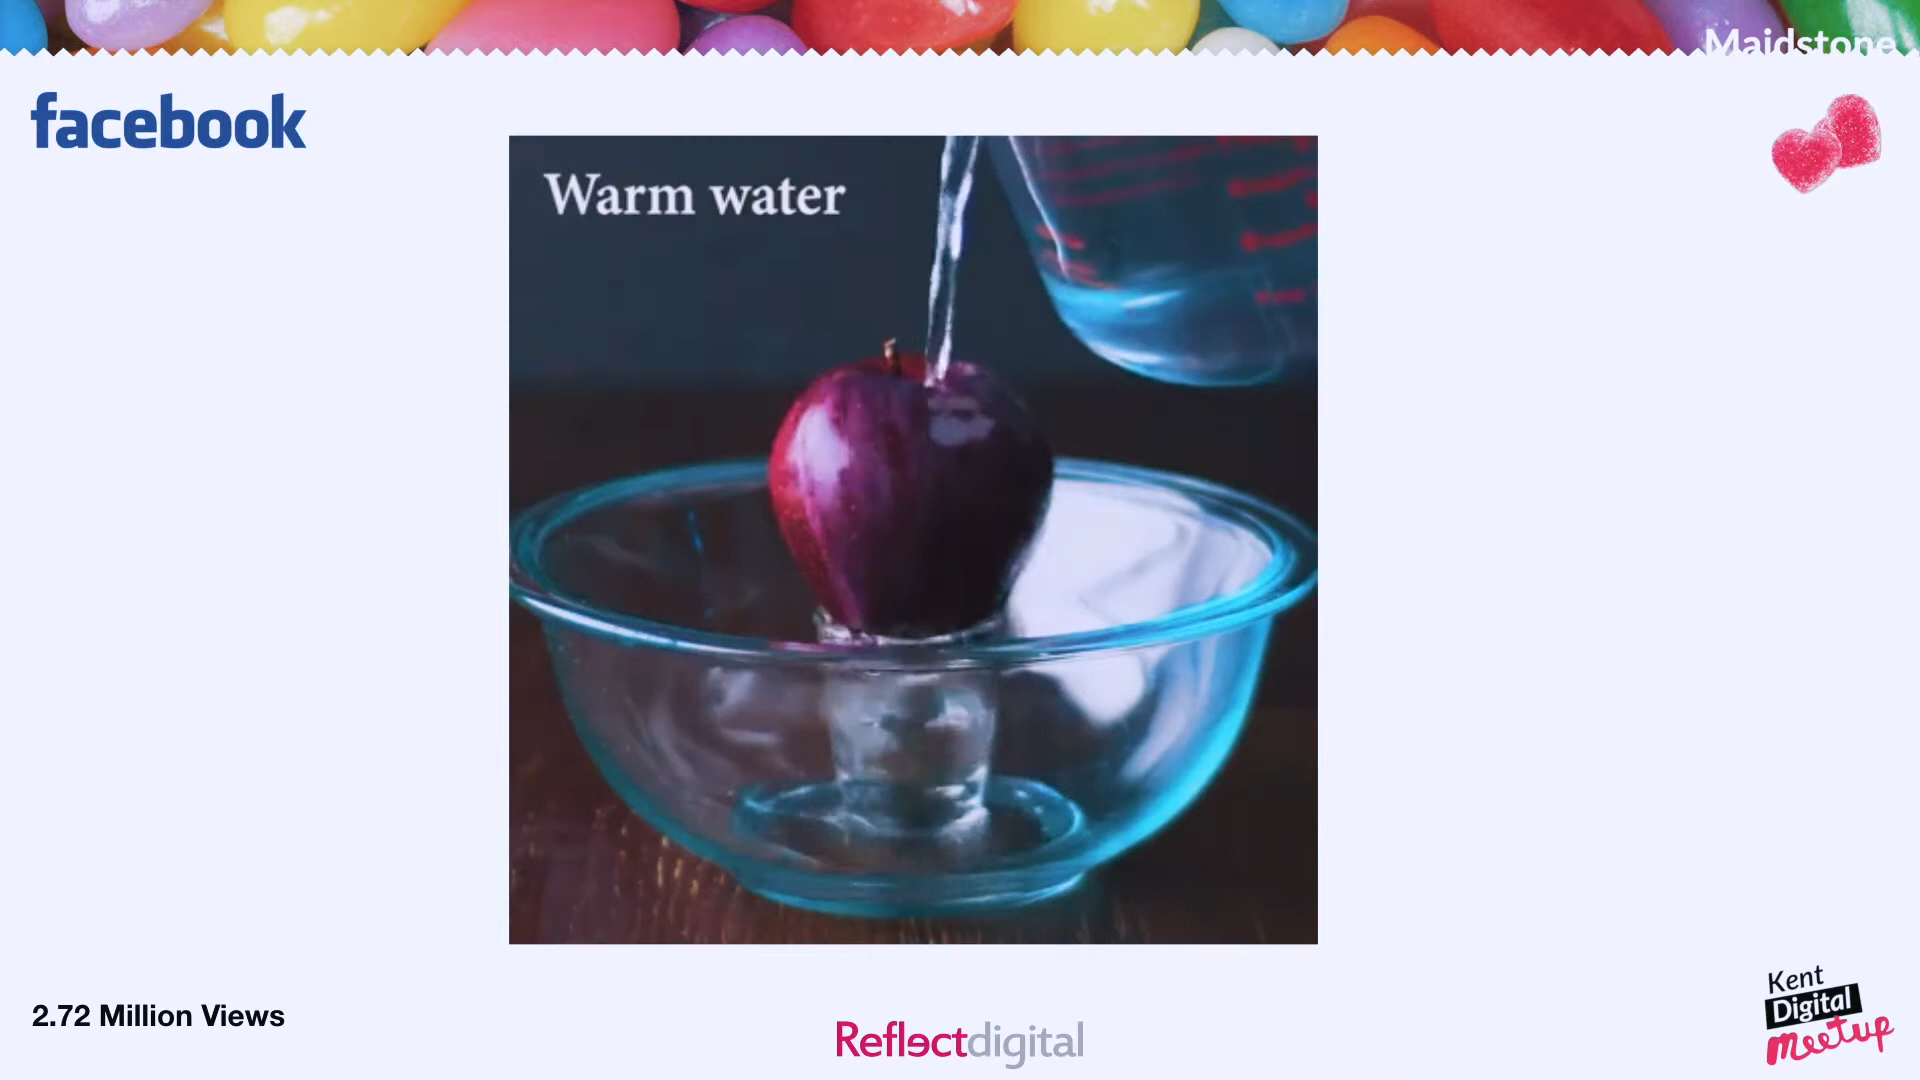 Maidstone
facebook
Warm water
2.72 Million Views
Reflectdigital
Kent
Digital
meetup